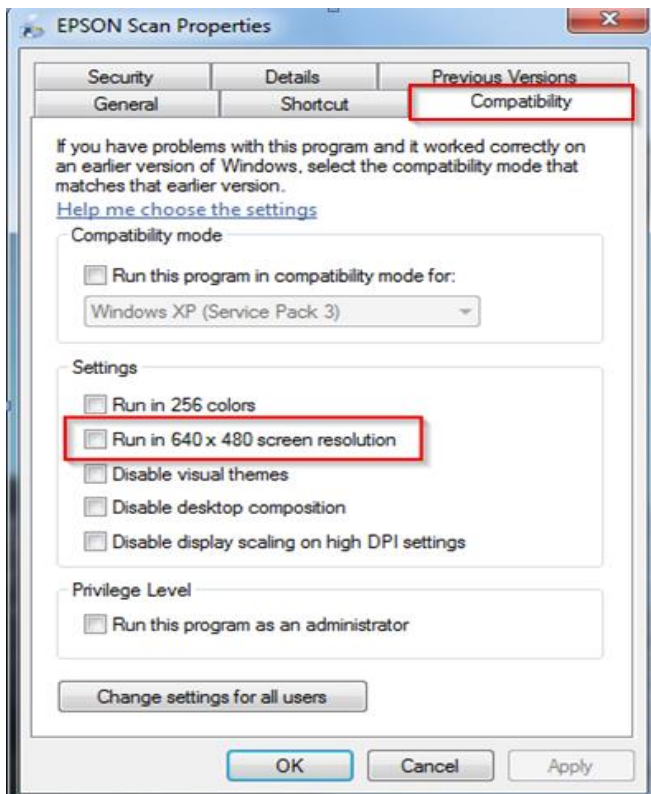 EPSON Scan Properties
Security Details Previous Versions
General Shortcut Compatibility
If you have problems with this program and it worked correctly on
an earlier version of Windows, select the compatibility mode that
matches that earlier version.
Help me choose the settings
Compatibility mode
Run this program in compatibility mode for:
Windows XP (Service Pack 3)
Settings
Run in 256 colors
Run in 640 x 480 screen resolution
Disable visual themes
Disable desktop composition
Disable display scaling on high DPI settings
Privilege Level
Run this program as an administrator
Change settings for all users
OK Cancel Apply